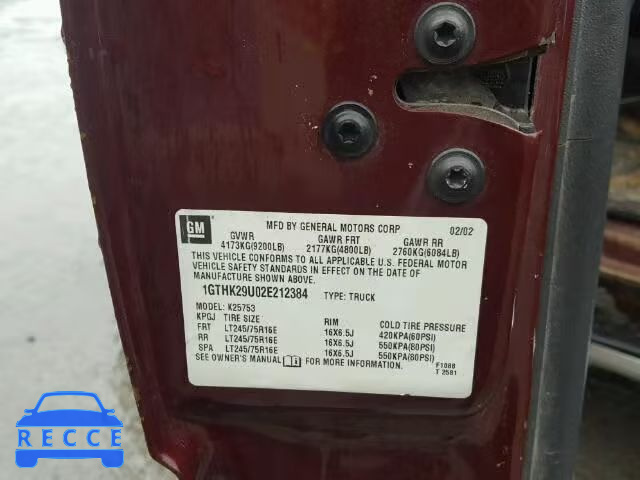 GM
MFD BY GENERAL MOTORS CORP 02/02
GVWR GAWR FRT GAWR RR
4173KG(9200LB) 2177KG(4800LB) 2760KG(6084LB)
THIS VEHICLE CONFORMS TO ALL APPLICABLE U.S. FEDERAL MOTOR
VEHICLE SAFETY STANDARDS IN EFFECT ON THE DATE OF
MANUFACTURE SHOWN ABOVE.
1GTHK29U02E212384 TYPE: TRUCK
MODEL: K25753
KPGJ TIRE SIZE RIM COLD TIRE PRESSURE
FRT LT245/75R16E 16X6.5J 420KPA(60PSI)
RR LT245/75R16E 16X6.5J 550KPA(80PSI)
SPA LT245/75R16E 16X6.5J 550KPA(80PSI)
SEE OWNER'S MANUAL FOR MORE INFORMATION.
F1088
T 2581
RECCE